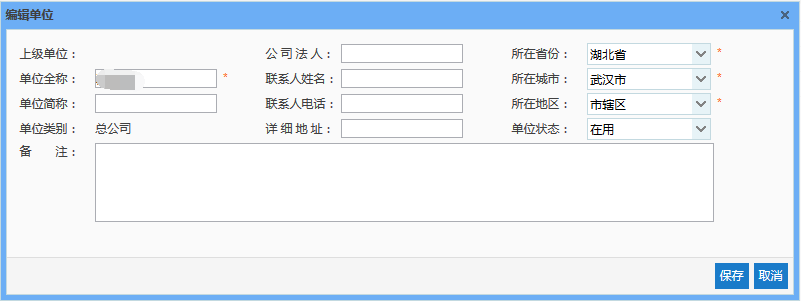 编辑单位
上级单位： 公司法人： 所在省份： 湖北省 *
单位全称： * 联系人姓名： 所在城市： 武汉市 *
单位简称： 联系人电话： 所在地区： 市辖区 *
单位类别： 总公司 详细地址： 单位状态： 在用
备 注：
保存 取消